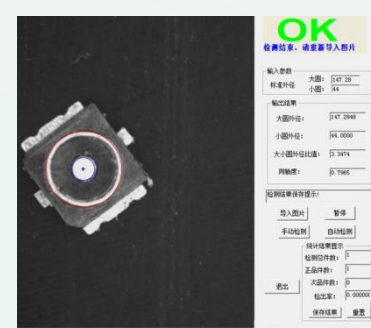 OK
检测结束，请重新导入图片
输入参数
标准外径
大圆： 147.28
小圆： 44
输出结果
大圆外径： 147.2848
小圆外径： 44.0000
大小圆外径比值： 3.3474
同轴度： 0.7965
检测结果保存提示：
导入图片 暂停
手动检测 自动检测
统计结果显示
检测总件数： 1
正品件数： 1
次品件数： 0
检出率： 0.000000
退出
保存结果 重置